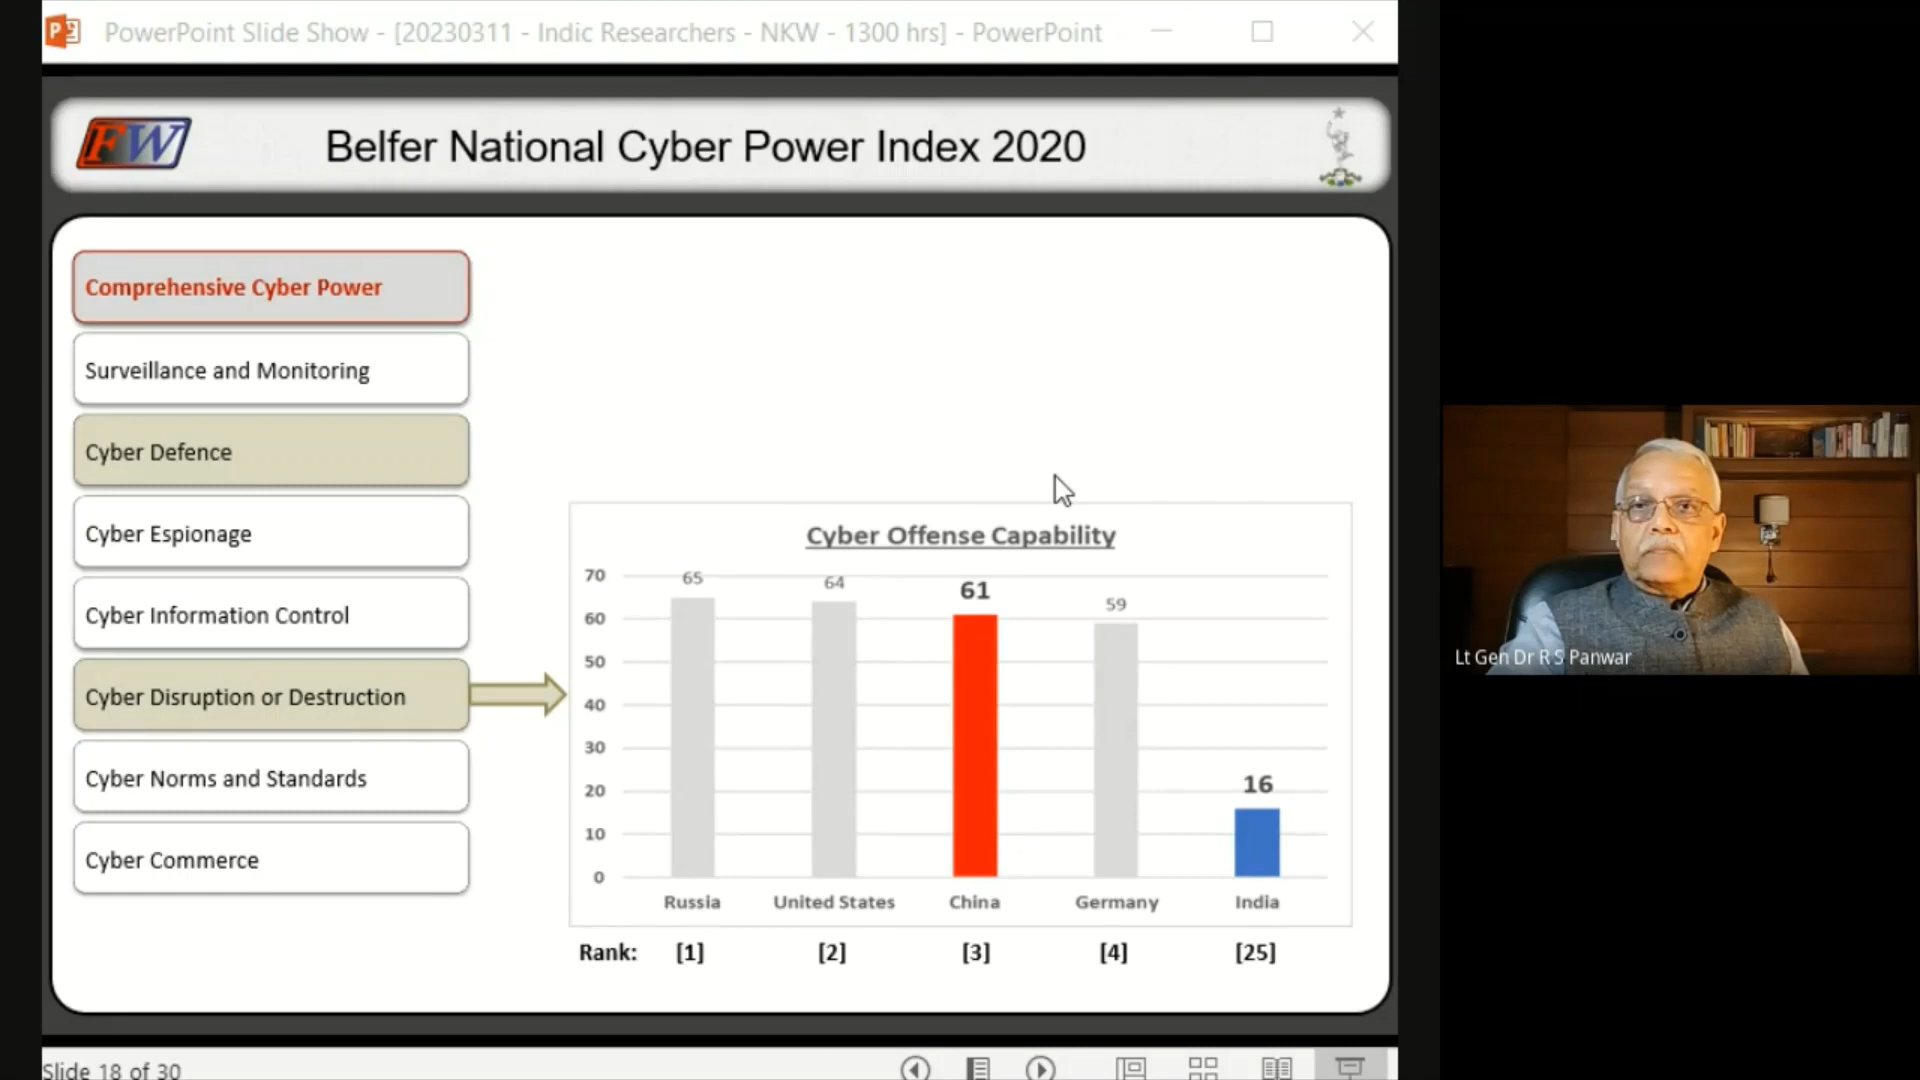 PowerPoint Slide Show - [20230311 - Indic Researchers - NKW - 1300 hrs] - PowerPoint
FW
Belfer National Cyber Power Index 2020
Comprehensive Cyber Power
Surveillance and Monitoring
Cyber Defence
Cyber Espionage
Cyber Information Control
Cyber Disruption or Destruction
Cyber Norms and Standards
Cyber Commerce
Cyber Offense Capability
70
60
50
40
30
20
10
0
65
64
61
59
16
Russia United States China Germany India
Rank: [1] [2] [3] [4] [25]
Lt Gen Dr R S Panwar
Slide 18 of 30